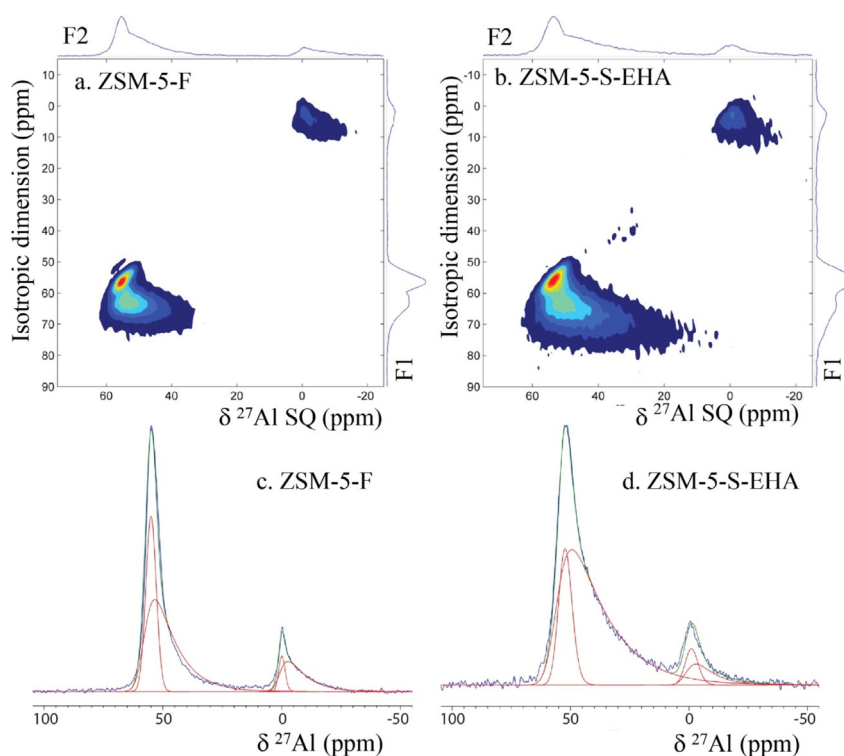 F2
a. ZSM-5-F
Isotropic dimension (ppm)
10
0
10
20
30
40
50
60
70
80
90
60
40
20
0
-20
δ ²⁷Al SQ (ppm)
F1
F2
b. ZSM-5-S-EHA
Isotropic dimension (ppm)
-10
0
10
20
30
40
50
60
70
80
90
60
40
20
0
-20
δ ²⁷Al SQ (ppm)
F1
c. ZSM-5-F
100
50
0
-50
δ ²⁷Al (ppm)
d. ZSM-5-S-EHA
100
50
0
-50
δ ²⁷Al (ppm)